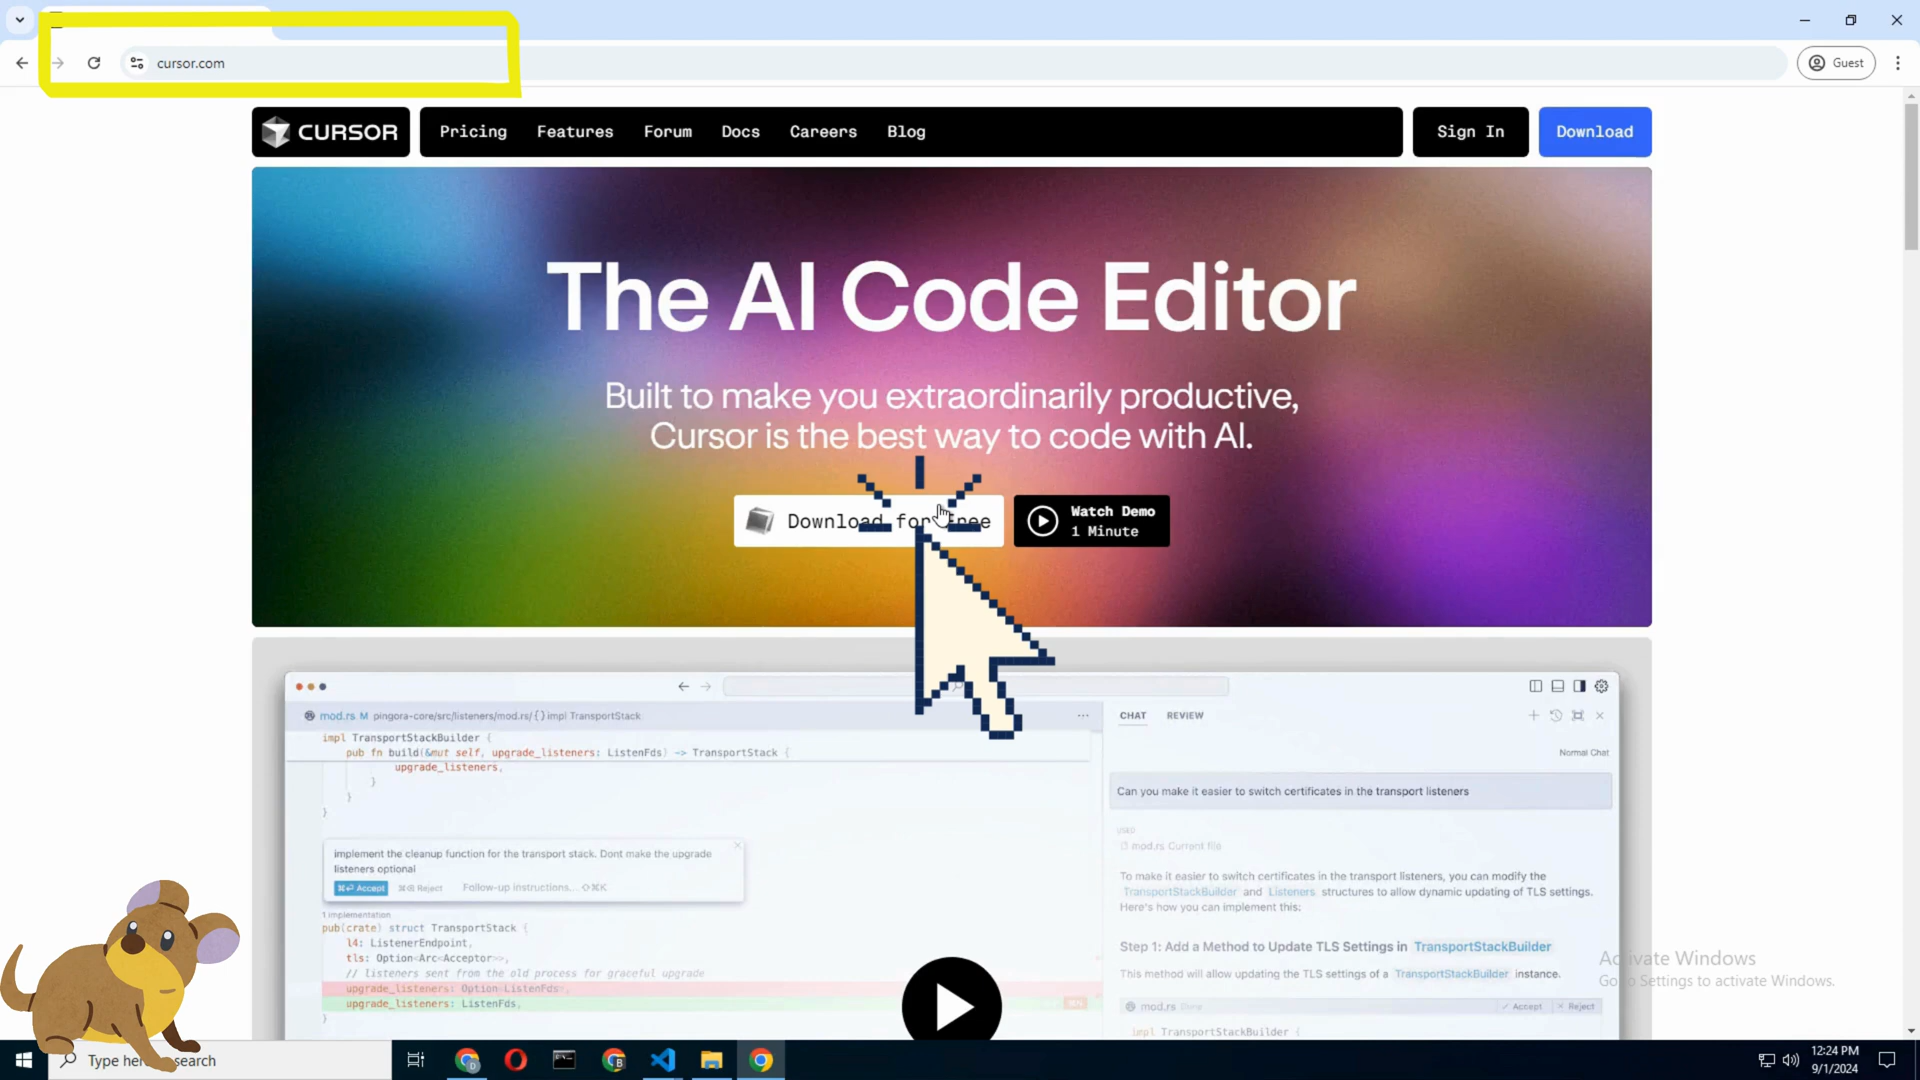 cursor.com
Guest
CURSOR
Pricing
Features
Forum
Docs
Careers
Blog
Sign In
Download
The AI Code Editor
Built to make you extraordinarily productive,
Cursor is the best way to code with AI.
Download for Free
Watch Demo
1 Minute
mod.rs M pingora-core/src/listeners/mod.rs/{} impl TransportStack
impl TransportStackBuilder {
pub fn build(&mut self, upgrade_listeners: ListenFds) -> TransportStack {
upgrade_listeners,
}
}
}
implement the cleanup function for the transport stack. Dont make the upgrade
listeners optional
Accept
Reject
Follow-up instructions... ⇧⌘K
1 implementation
pub(crate) struct TransportStack {
l4: ListenerEndpoint,
tls: Option<Arc<Acceptor>>,
// listeners sent from the old process for graceful upgrade
upgrade_listeners: Option<ListenFds>,
upgrade_listeners: ListenFds,
}
CHAT
REVIEW
Normal Chat
Can you make it easier to switch certificates in the transport listeners
USED
mod.rs Current file
To make it easier to switch certificates in the transport listeners, you can modify the
TransportStackBuilder and Listeners structures to allow dynamic updating of TLS settings.
Here's how you can implement this:
Step 1: Add a Method to Update TLS Settings in TransportStackBuilder
This method will allow updating the TLS settings of a TransportStackBuilder instance.
mod.rs Done
Accept
Reject
impl TransportStackBuilder {
Activate Windows
Go to Settings to activate Windows.
Type here to search
12:24 PM
9/1/2024